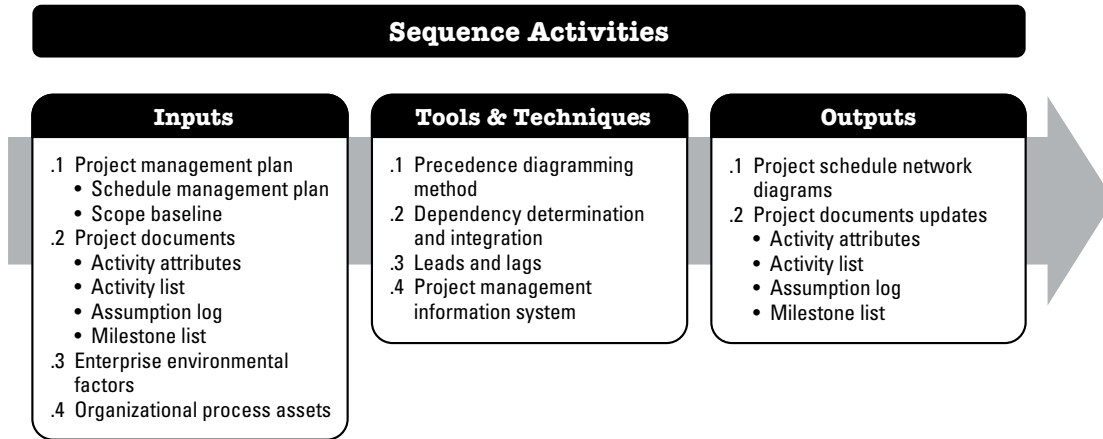 Sequence Activities
Inputs
.1 Project management plan
• Schedule management plan
• Scope baseline
.2 Project documents
• Activity attributes
• Activity list
• Assumption log
• Milestone list
.3 Enterprise environmental
factors
.4 Organizational process assets
Tools & Techniques
.1 Precedence diagramming
method
.2 Dependency determination
and integration
.3 Leads and lags
.4 Project management
information system
Outputs
.1 Project schedule network
diagrams
.2 Project documents updates
• Activity attributes
• Activity list
• Assumption log
• Milestone list